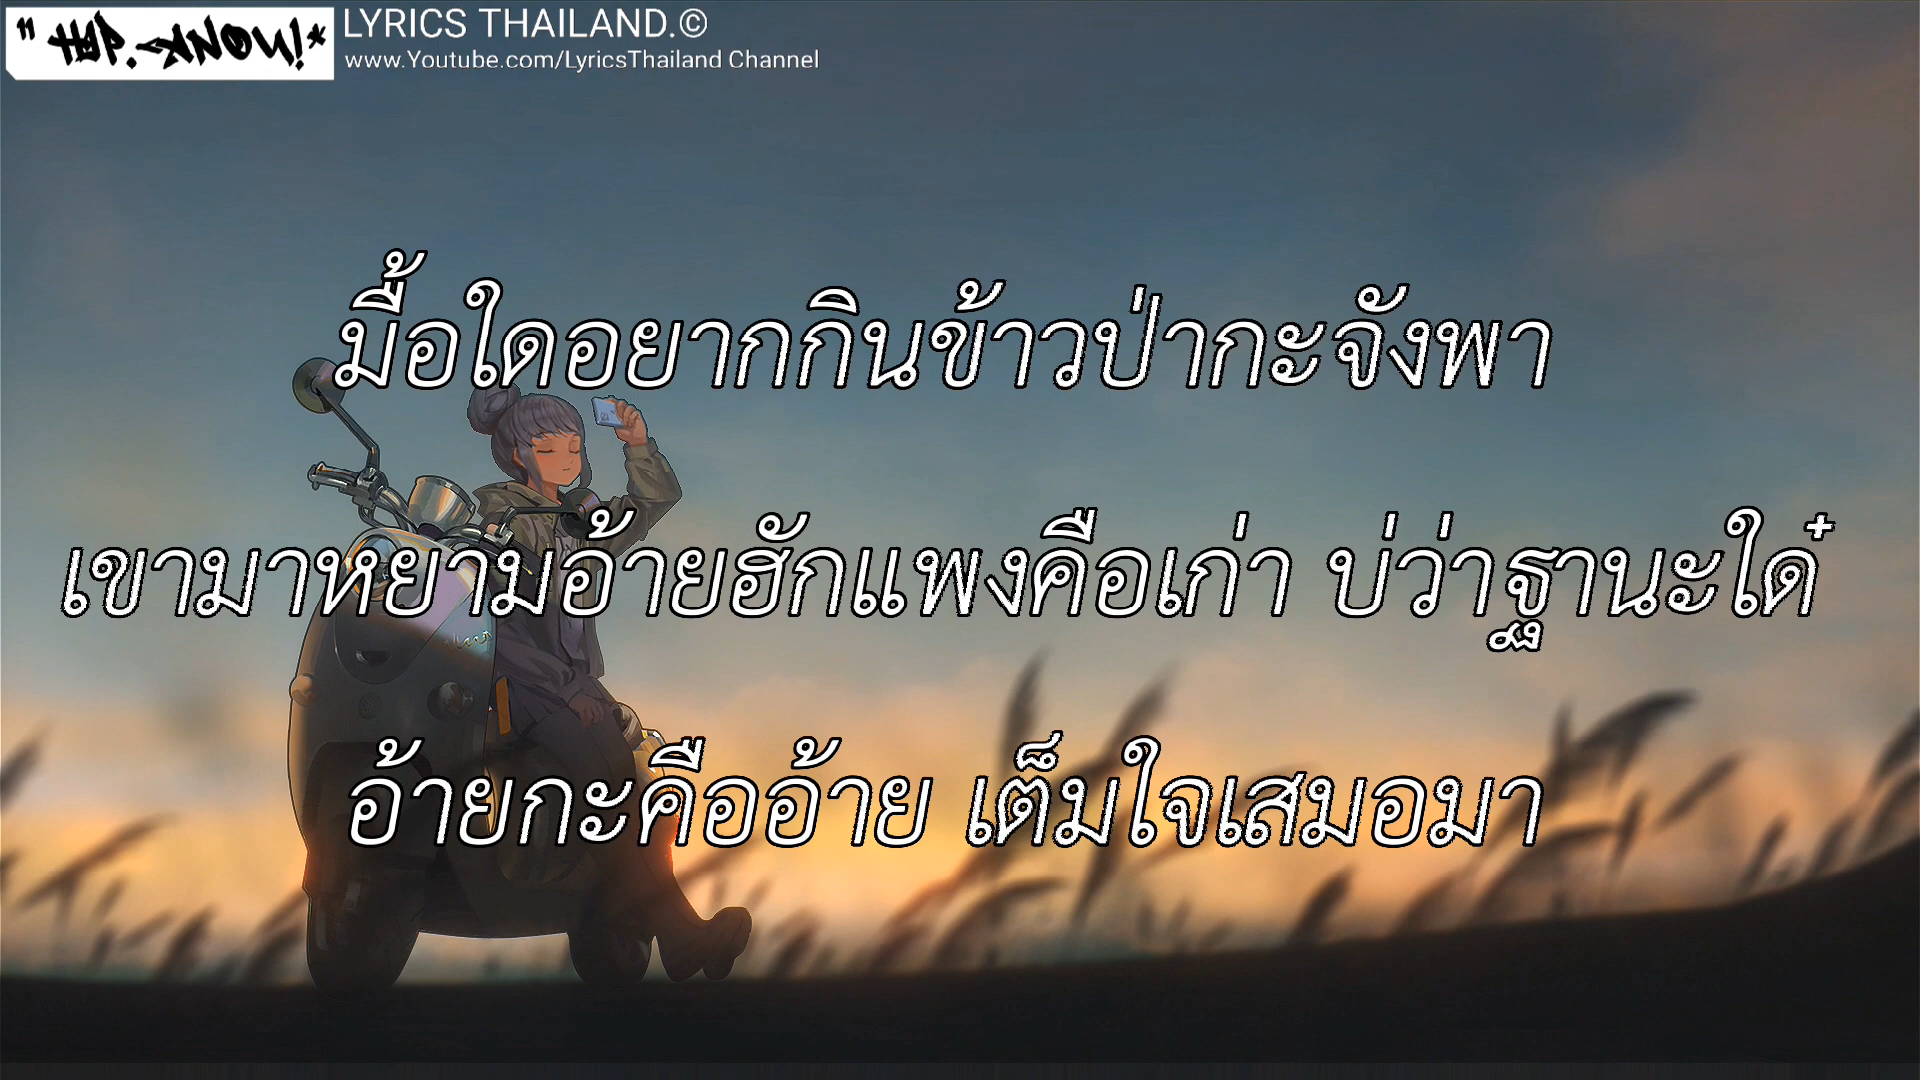 "HYP.KNOW!*
LYRICS THAILAND.©
www.Youtube.com/LyricsThailand Channel
มื้อใดอยากกินข้าวป่ากะจังพา
เขามาหยามอ้ายฮักแพงคือเก่า บ่ว่าฐานะใด๋
อ้ายกะคืออ้าย เต็มใจเสมอมา